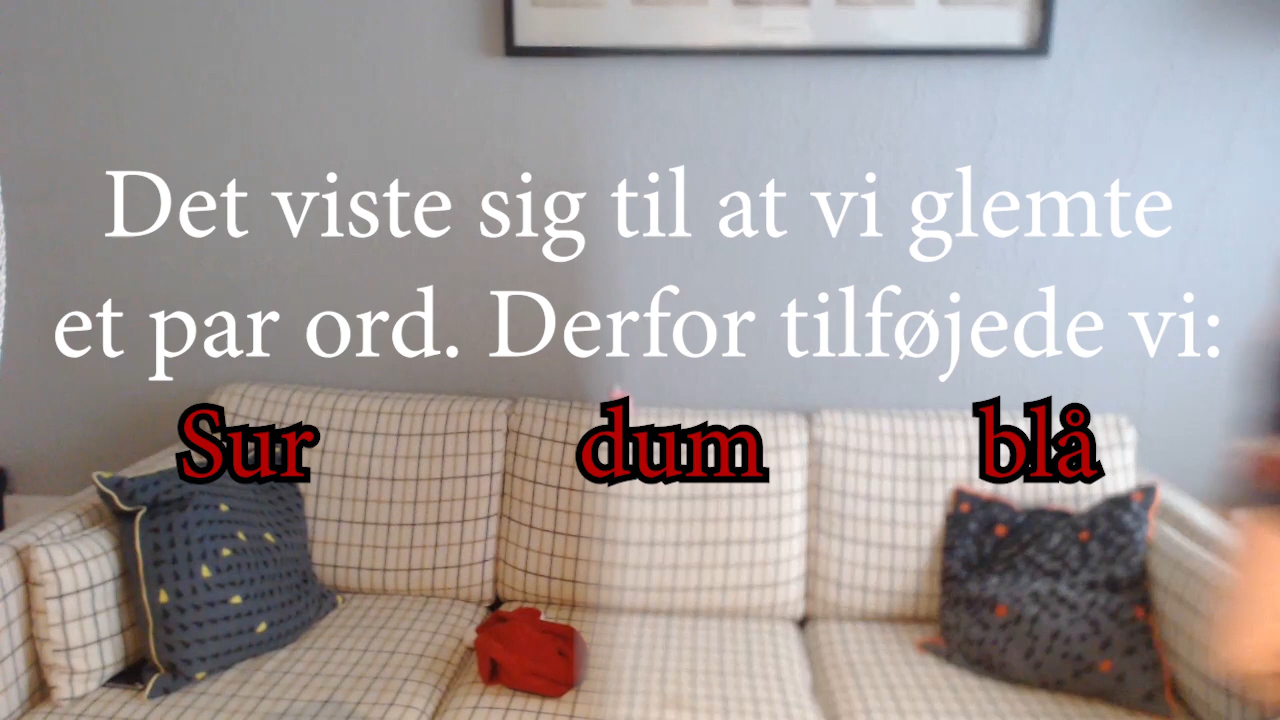 Det viste sig til at vi glemte
et par ord. Derfor tilføjede vi:
Sur dum blå